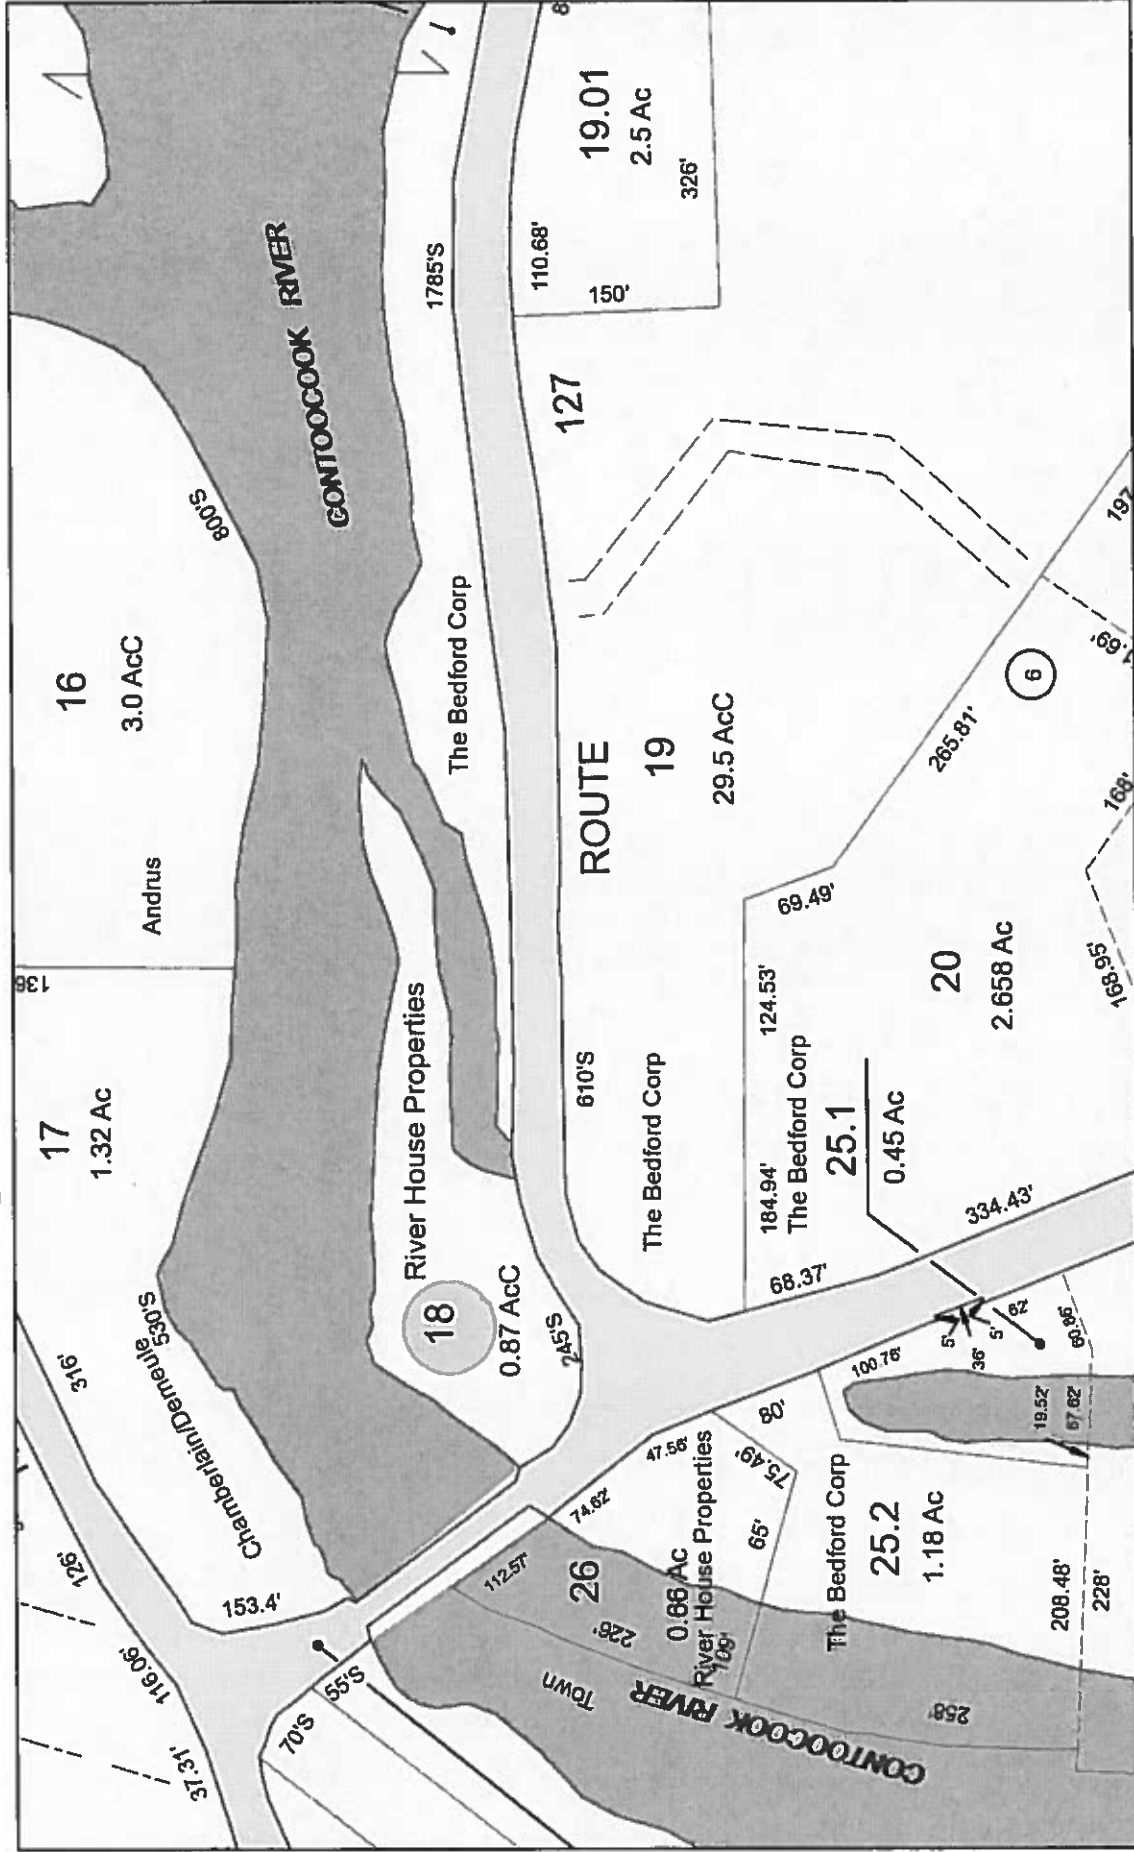 136
17
1.32 Ac
16
3.0 AcC
Andrus
800'S
CONTOOCOOK RIVER
1785'S
The Bedford Corp
19.01
2.5 Ac
326'
110.68'
150'
127
ROUTE
19
29.5 AcC
610'S
The Bedford Corp
316'
126'
116.06'
37.31'
153.4'
Chamberlain/Demeule
530'S
River House Properties
18
0.87 AcC
245'S
55'S
70'S
74.62'
47.56'
112.57'
26
0.66 Ac
River House Properties
226'
109'
Town
CONTOOCOOK RIVER
258'
75.49'
65'
80'
The Bedford Corp
25.2
1.18 Ac
208.48'
228'
100.76'
5'
36'
5'
62'
60.86'
19.52'
57.62'
68.37'
334.43'
184.94'
124.53'
The Bedford Corp
25.1
0.45 Ac
69.49'
265.81'
20
2.658 Ac
168.95'
168'
6
1.69'
197